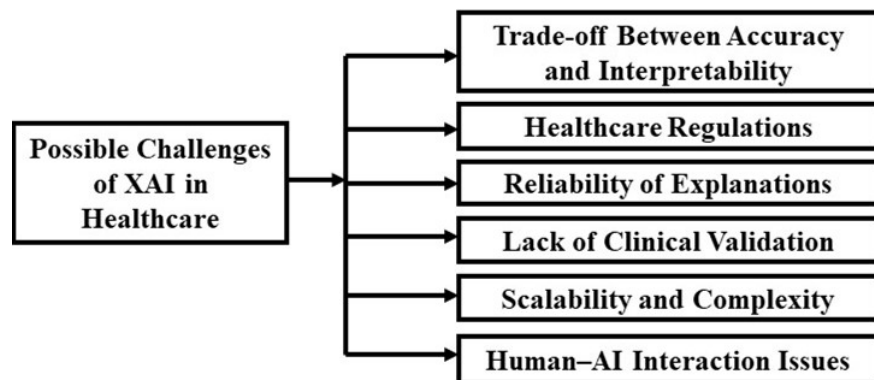 Possible Challenges
of XAI in
Healthcare
Trade-off Between Accuracy
and Interpretability
Healthcare Regulations
Reliability of Explanations
Lack of Clinical Validation
Scalability and Complexity
Human–AI Interaction Issues